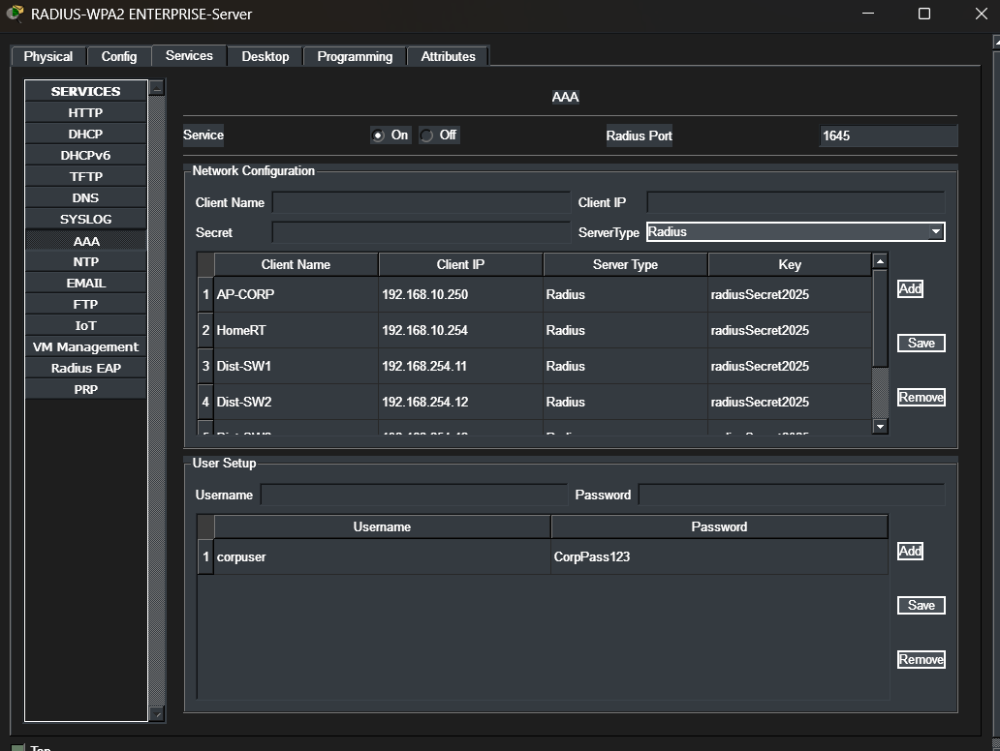 RADIUS-WPA2 ENTERPRISE-Server
Physical Config Services Desktop Programming Attributes
SERVICES
HTTP
DHCP
DHCPv6
TFTP
DNS
SYSLOG
AAA
NTP
EMAIL
FTP
IoT
VM Management
Radius EAP
PRP
AAA
Service On Off Radius Port 1645
Network Configuration
Client Name Client IP
Secret ServerType Radius
Client Name Client IP Server Type Key
1 AP-CORP 192.168.10.250 Radius radiusSecret2025
2 HomeRT 192.168.10.254 Radius radiusSecret2025
3 Dist-SW1 192.168.254.11 Radius radiusSecret2025
4 Dist-SW2 192.168.254.12 Radius radiusSecret2025
Add
Save
Remove
User Setup
Username Password
Username Password
1 corpuser CorpPass123
Add
Save
Remove
Top